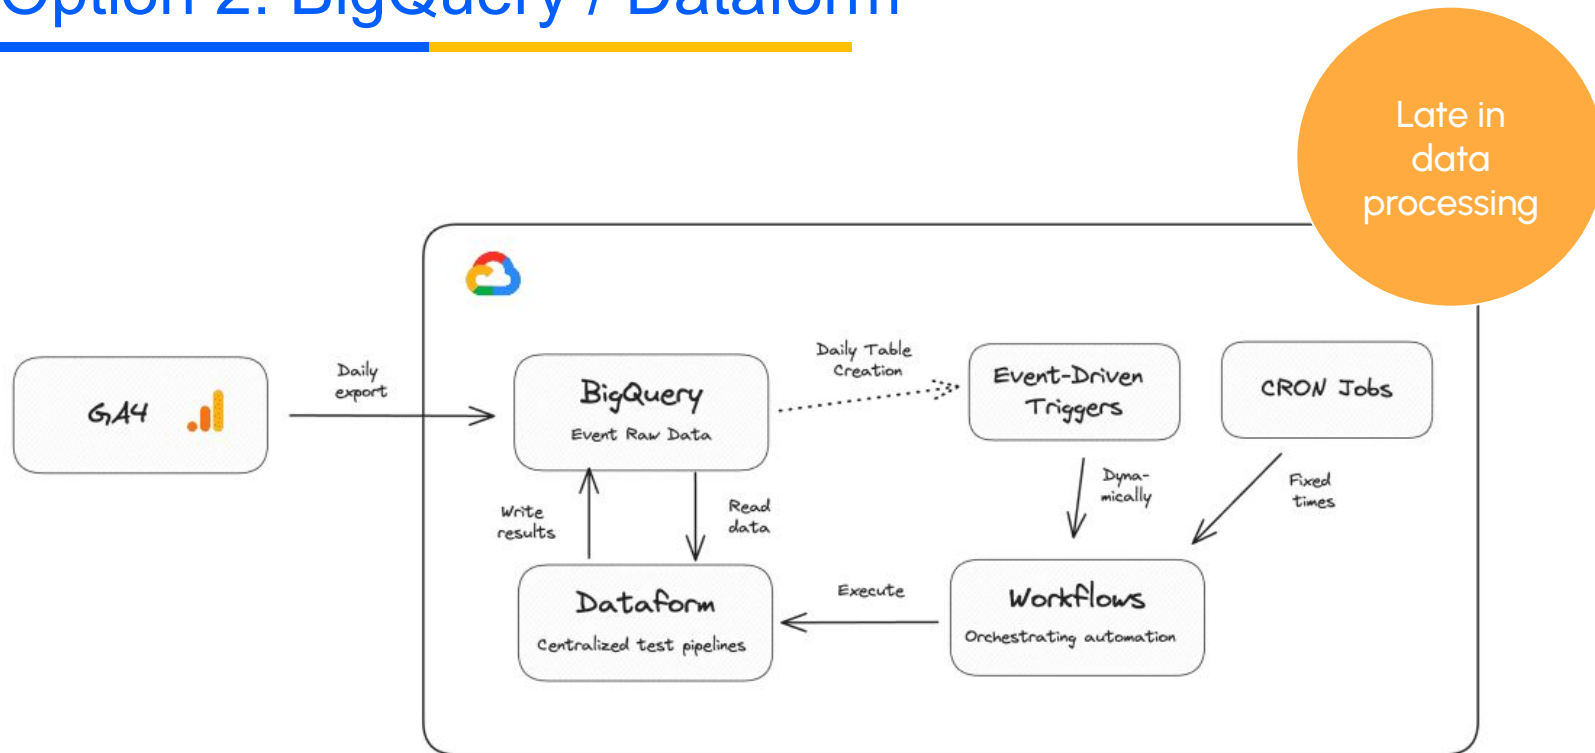 Option 2: BigQuery / Dataform
Late in
data
processing
GA4
Daily
export
BigQuery
Event Raw Data
Daily Table
Creation
Event-Driven
Triggers
CRON Jobs
Write
results
Read
data
Dyna-
mically
Fixed
times
Dataform
Centralized test pipelines
Execute
Workflows
Orchestrating automation